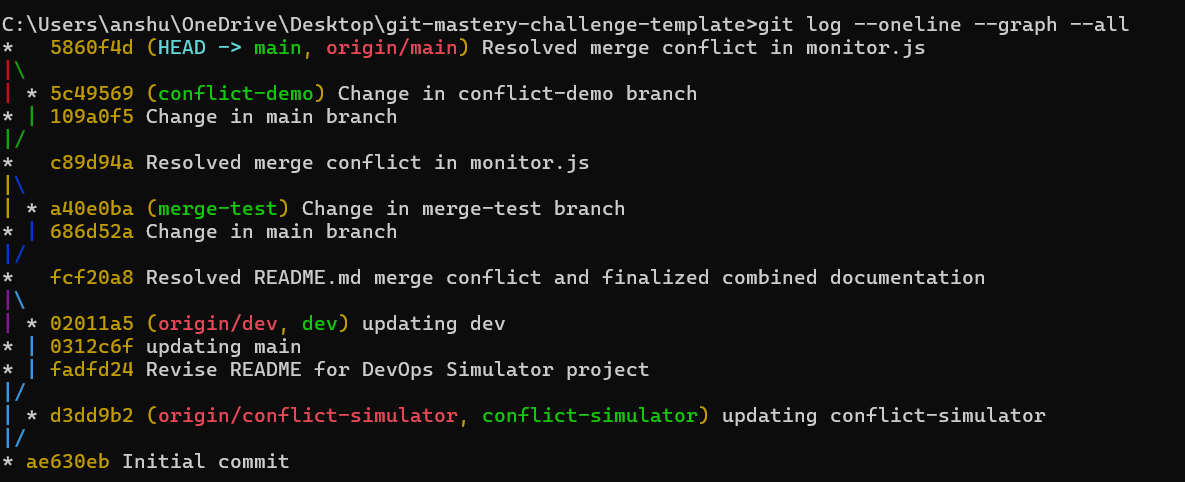 C:\Users\anshu\OneDrive\Desktop\git-mastery-challenge-template>git log --oneline --graph --all
*   5860f4d (HEAD -> main, origin/main) Resolved merge conflict in monitor.js
|\
| * 5c49569 (conflict-demo) Change in conflict-demo branch
* | 109a0f5 Change in main branch
|/
*   c89d94a Resolved merge conflict in monitor.js
|\
| * a40e0ba (merge-test) Change in merge-test branch
* | 686d52a Change in main branch
|/
*   fcf20a8 Resolved README.md merge conflict and finalized combined documentation
|\
| * 02011a5 (origin/dev, dev) updating dev
* | 0312c6f updating main
* | fadfd24 Revise README for DevOps Simulator project
|/
| * d3dd9b2 (origin/conflict-simulator, conflict-simulator) updating conflict-simulator
|/
* ae630eb Initial commit